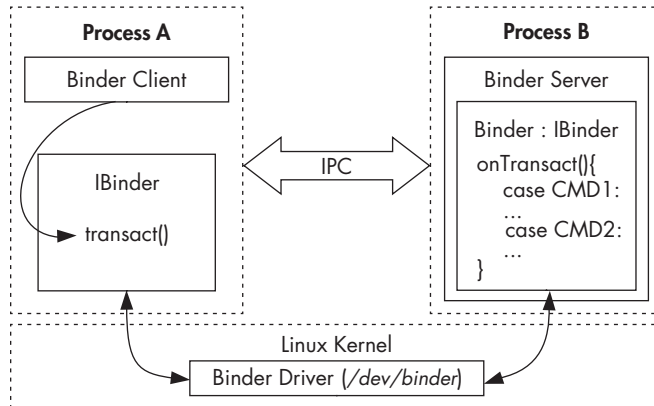 Process A
Binder Client
IBinder
transact()
IPC
Process B
Binder Server
Binder : IBinder
onTransact(){
case CMD1:
...
case CMD2:
...
}
Linux Kernel
Binder Driver (/dev/binder)